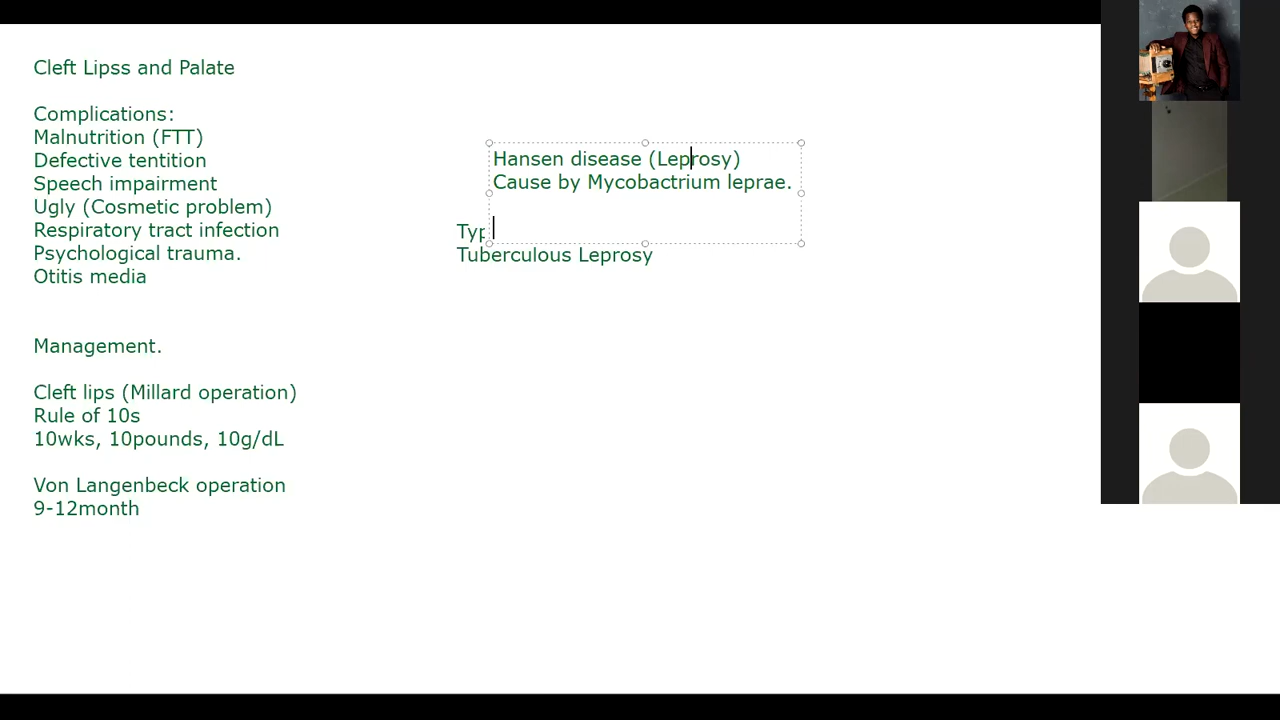 Cleft Lipss and Palate
Complications:
Malnutrition (FTT)
Defective tentition
Speech impairment
Ugly (Cosmetic problem)
Respiratory tract infection
Psychological trauma.
Otitis media
Management.
Cleft lips (Millard operation)
Rule of 10s
10wks, 10pounds, 10g/dL
Von Langenbeck operation
9-12month
Hansen disease (Leprosy)
Cause by Mycobactrium leprae.
Tuberculous Leprosy